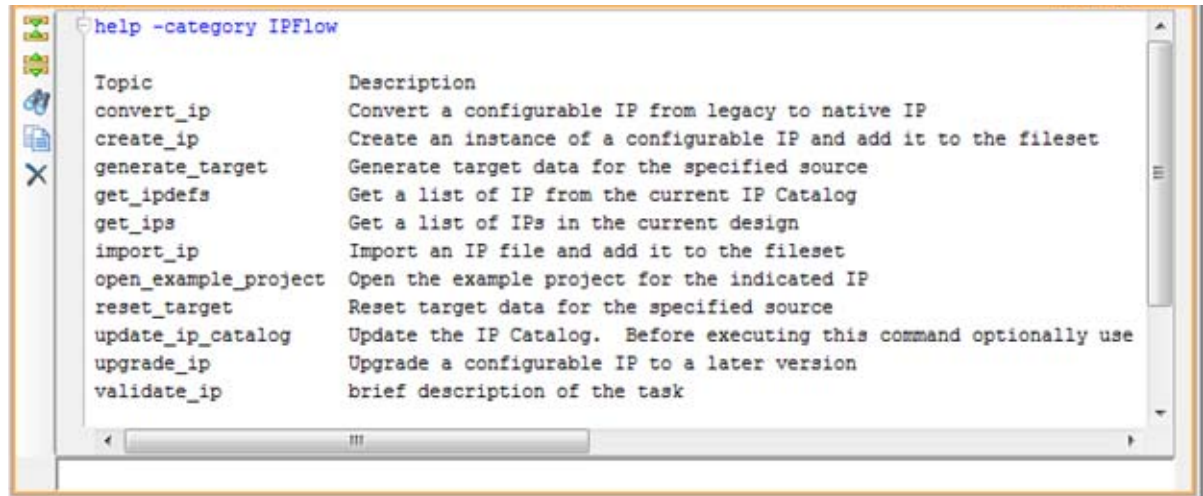 help -category IPFlow
Topic Description
convert_ip Convert a configurable IP from legacy to native IP
create_ip Create an instance of a configurable IP and add it to the fileset
generate_target Generate target data for the specified source
get_ipdefs Get a list of IP from the current IP Catalog
get_ips Get a list of IPs in the current design
import_ip Import an IP file and add it to the fileset
open_example_project Open the example project for the indicated IP
reset_target Reset target data for the specified source
update_ip_catalog Update the IP Catalog.  Before executing this command optionally use
upgrade_ip Upgrade a configurable IP to a later version
validate_ip brief description of the task